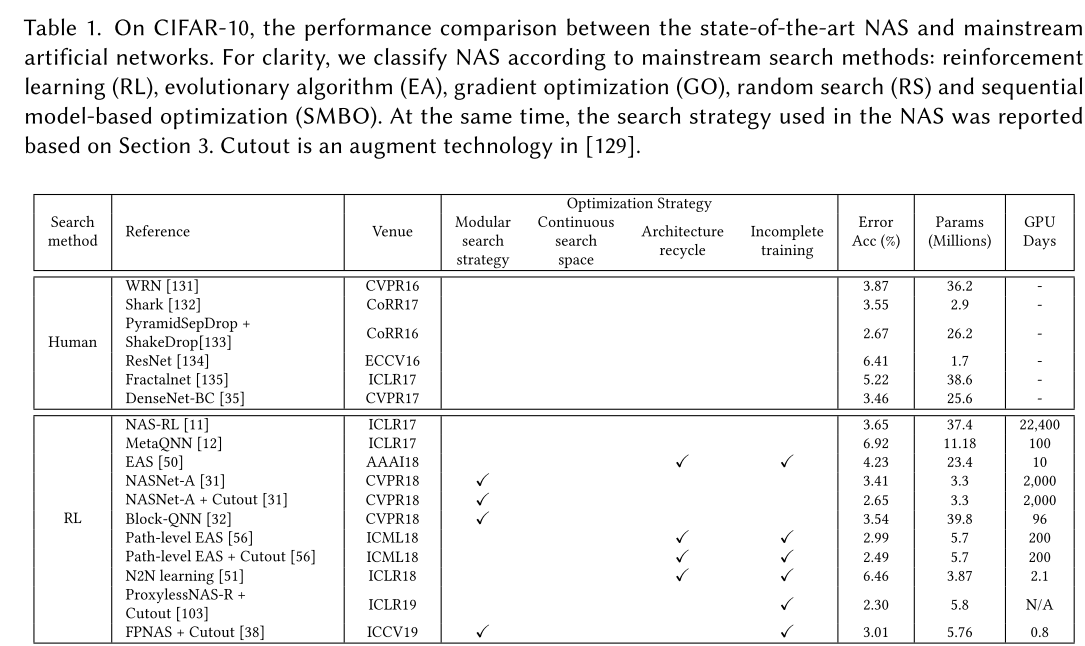 Table 1. On CIFAR-10, the performance comparison between the state-of-the-art NAS and mainstream
artificial networks. For clarity, we classify NAS according to mainstream search methods: reinforcement
learning (RL), evolutionary algorithm (EA), gradient optimization (GO), random search (RS) and sequential
model-based optimization (SMBO). At the same time, the search strategy used in the NAS was reported
based on Section 3. Cutout is an augment technology in [129].
Search method | Reference | Venue | Optimization Strategy: Modular search strategy | Continuous search space | Architecture recycle | Incomplete training | Error Acc (%) | Params (Millions) | GPU Days
Human
WRN [131] CVPR16 3.87 36.2 -
Shark [132] CoRR17 3.55 2.9 -
PyramidSepDrop +
ShakeDrop[133] CoRR16 2.67 26.2 -
ResNet [134] ECCV16 6.41 1.7 -
Fractalnet [135] ICLR17 5.22 38.6 -
DenseNet-BC [35] CVPR17 3.46 25.6 -
RL
NAS-RL [11] ICLR17 3.65 37.4 22,400
MetaQNN [12] ICLR17 6.92 11.18 100
EAS [50] AAAI18 ✓ ✓ 4.23 23.4 10
NASNet-A [31] CVPR18 ✓ 3.41 3.3 2,000
NASNet-A + Cutout [31] CVPR18 ✓ 2.65 3.3 2,000
Block-QNN [32] CVPR18 ✓ 3.54 39.8 96
Path-level EAS [56] ICML18 ✓ ✓ 2.99 5.7 200
Path-level EAS + Cutout [56] ICML18 ✓ ✓ 2.49 5.7 200
N2N learning [51] ICLR18 ✓ ✓ 6.46 3.87 2.1
ProxylessNAS-R +
Cutout [103] ICLR19 ✓ 2.30 5.8 N/A
FPNAS + Cutout [38] ICCV19 ✓ ✓ 3.01 5.76 0.8